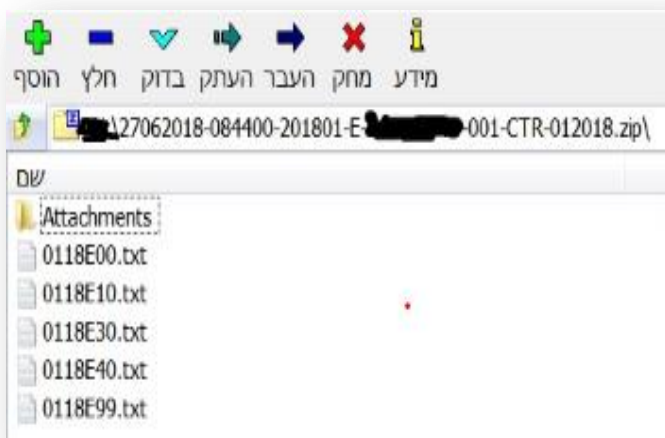 הוסף חלץ בדוק העתק העבר מחק מידע
\27062018-084400-201801-E-
-001-CTR-012018.zip\
שם
Attachments
0118E00.txt
0118E10.txt
0118E30.txt
0118E40.txt
0118E99.txt